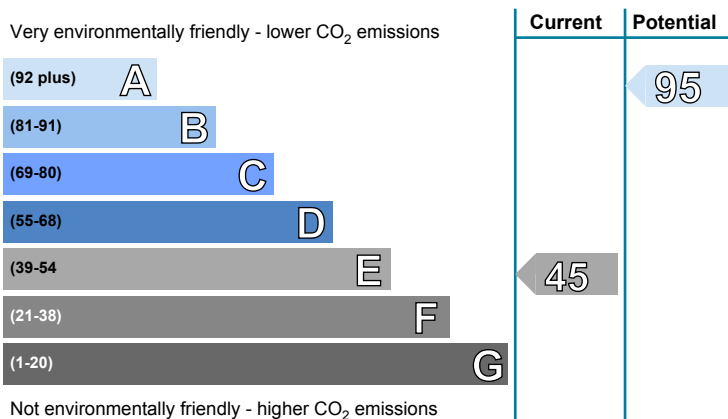 Very environmentally friendly - lower CO2 emissions
Current
Potential
(92 plus) A
95
(81-91) B
(69-80) C
(55-68) D
(39-54 E
45
(21-38) F
(1-20) G
Not environmentally friendly - higher CO2 emissions